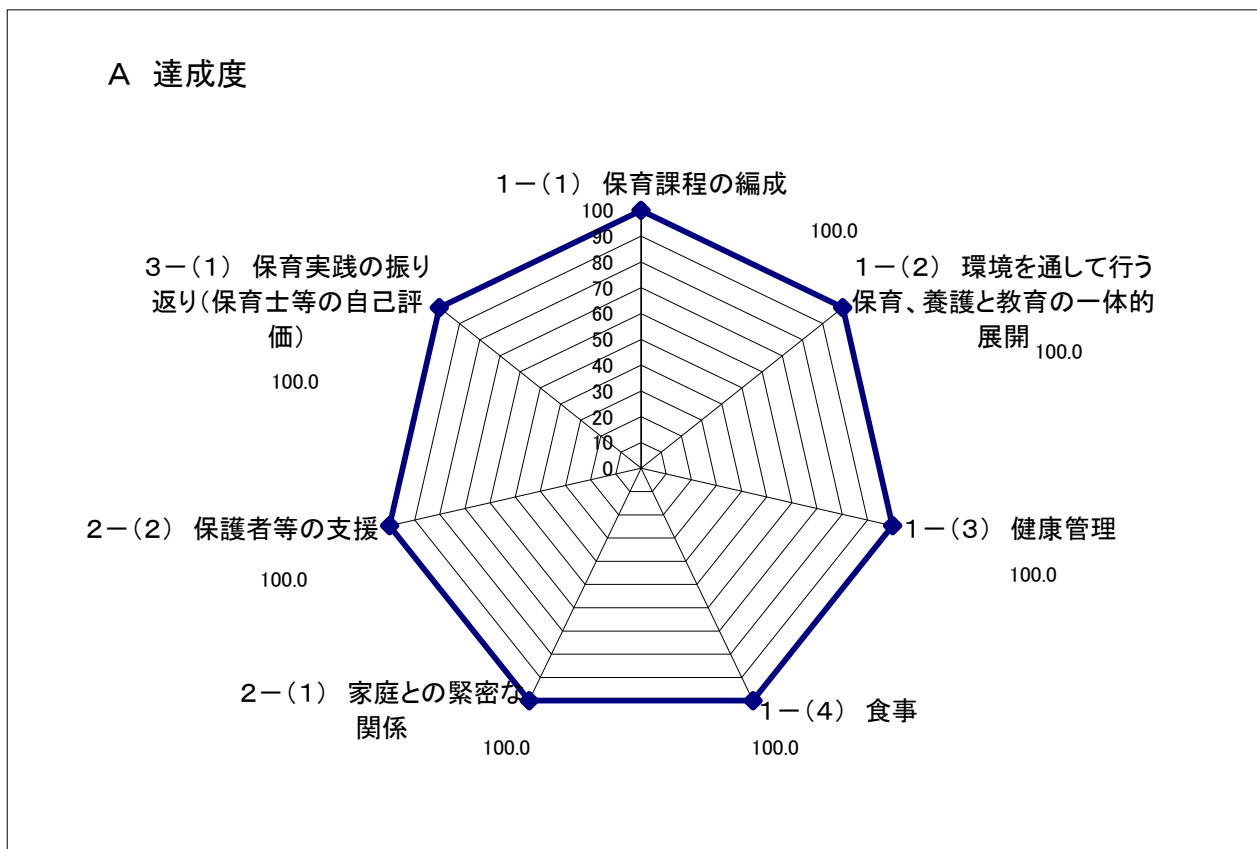 A 達成度
1－(1) 保育課程の編成
100
90
80
70
60
50
40
30
20
10
0
100.0
1－(2) 環境を通して行う
保育、養護と教育の一体的
展開
100.0
1－(3) 健康管理
100.0
1－(4) 食事
100.0
2－(1) 家庭との緊密な
関係
100.0
2－(2) 保護者等の支援
100.0
3－(1) 保育実践の振り
返り(保育士等の自己評
価)
100.0